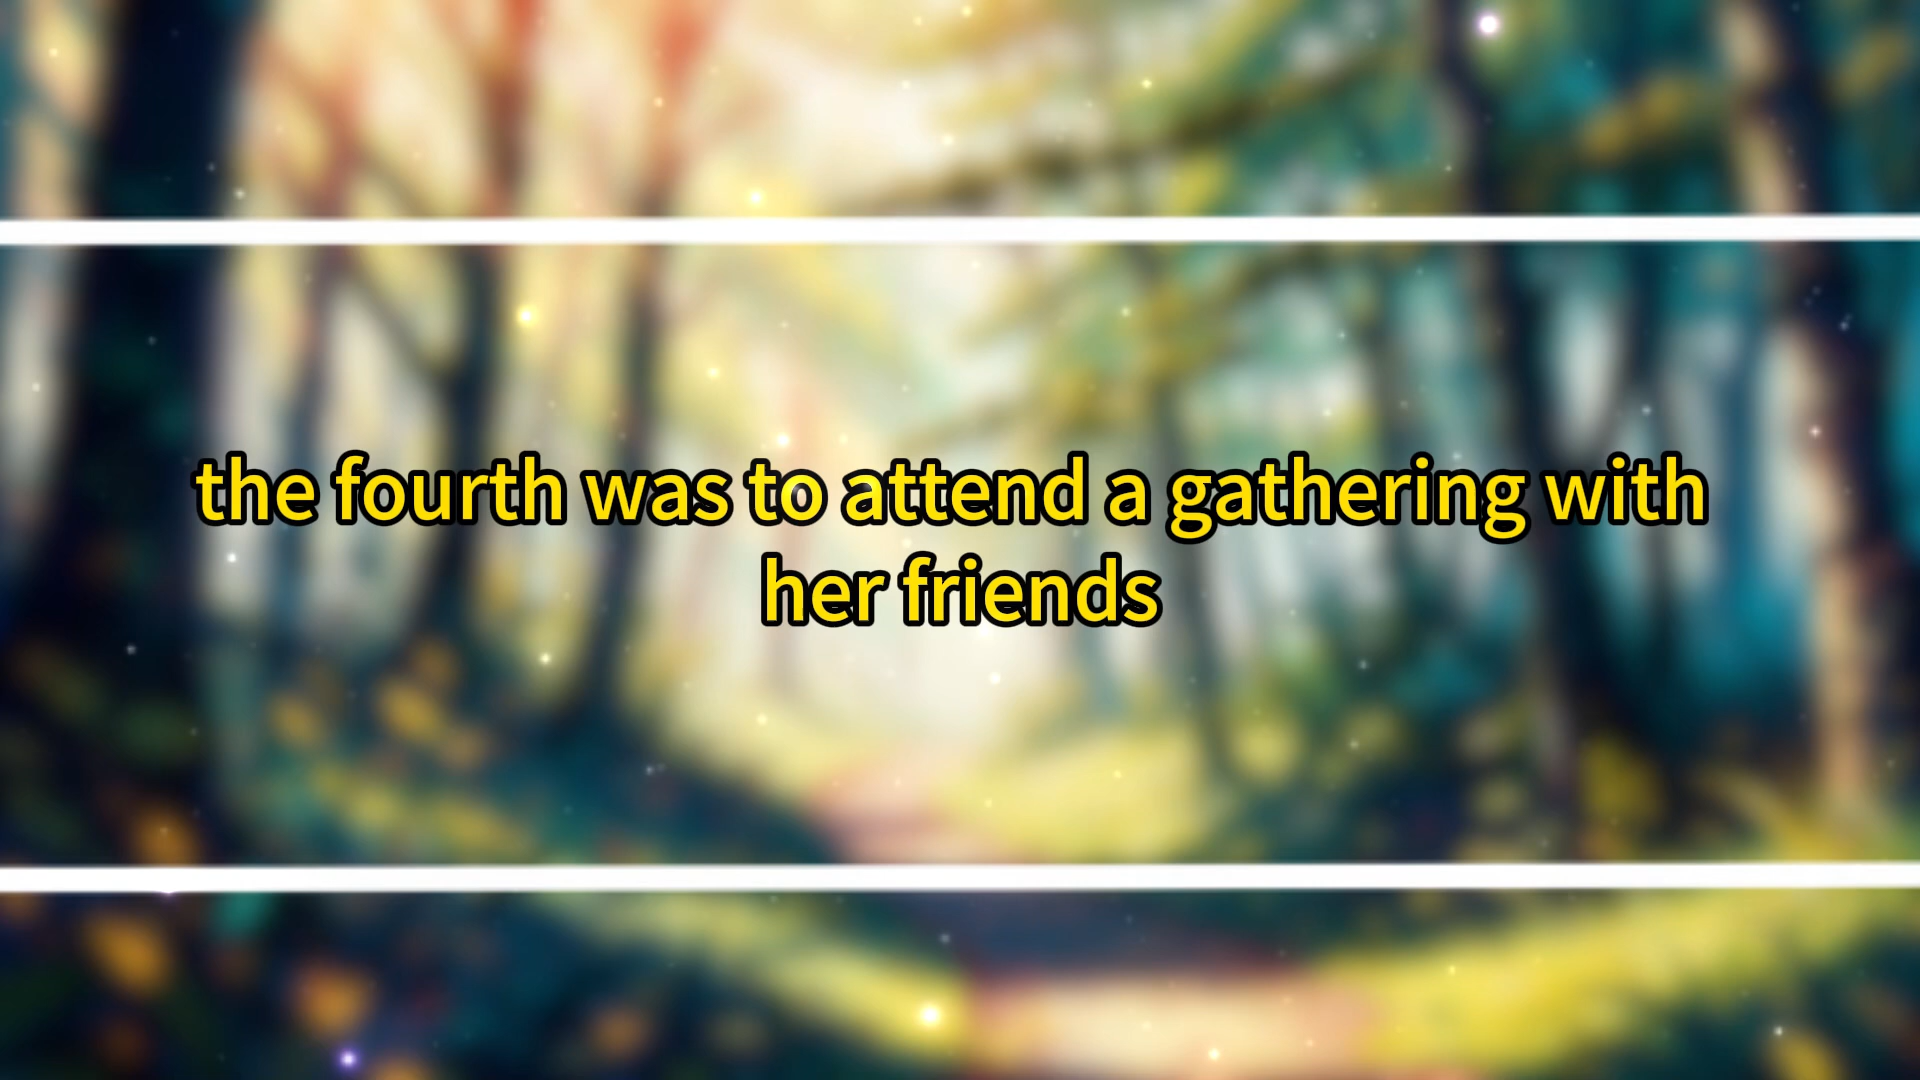 the fourth was to attend a gathering with
her friends